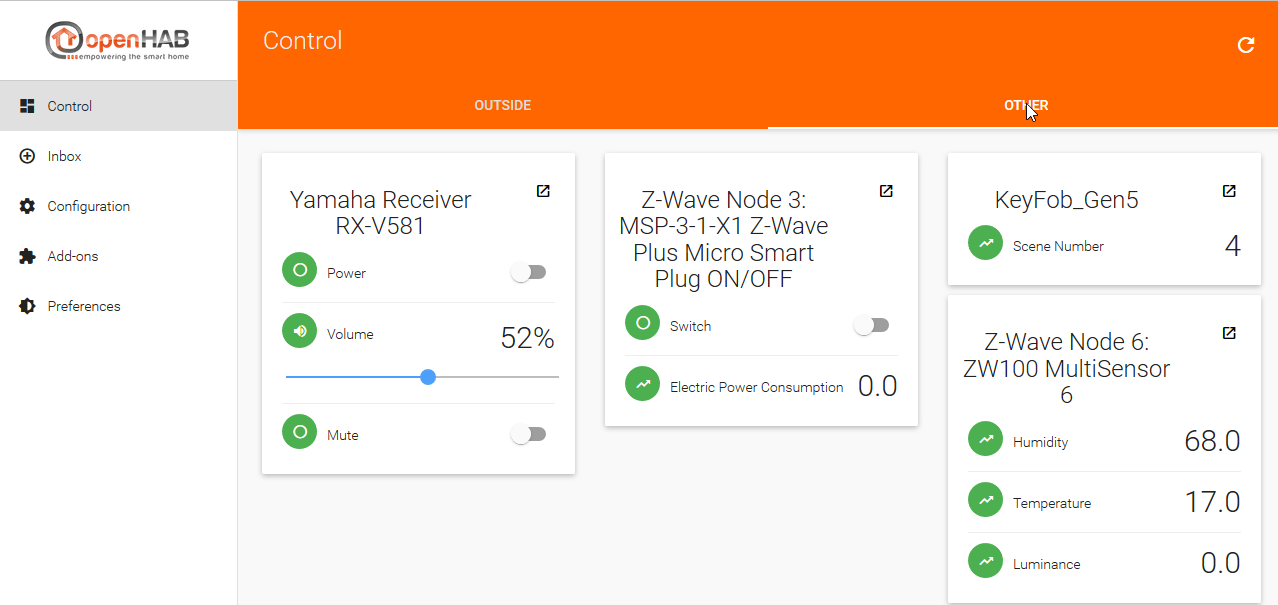 openHAB
empowering the smart home
Control
Inbox
Configuration
Add-ons
Preferences
Control
OUTSIDE
OTHER
Yamaha Receiver
RX-V581
Power
Volume
52%
Mute
Z-Wave Node 3:
MSP-3-1-X1 Z-Wave
Plus Micro Smart
Plug ON/OFF
Switch
Electric Power Consumption
0.0
KeyFob_Gen5
Scene Number
4
Z-Wave Node 6:
ZW100 MultiSensor
6
Humidity
68.0
Temperature
17.0
Luminance
0.0